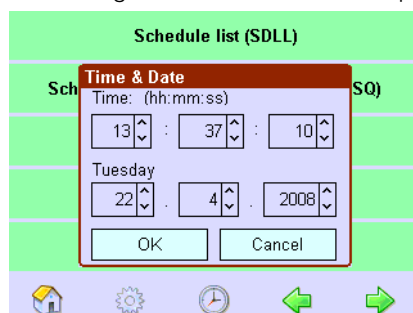 Schedule list (SDLL)
Time & Date
Sch SQ)
Time: (hh:mm:ss)
13 : 37 : 10
Tuesday
22 . 4 . 2008
OK Cancel